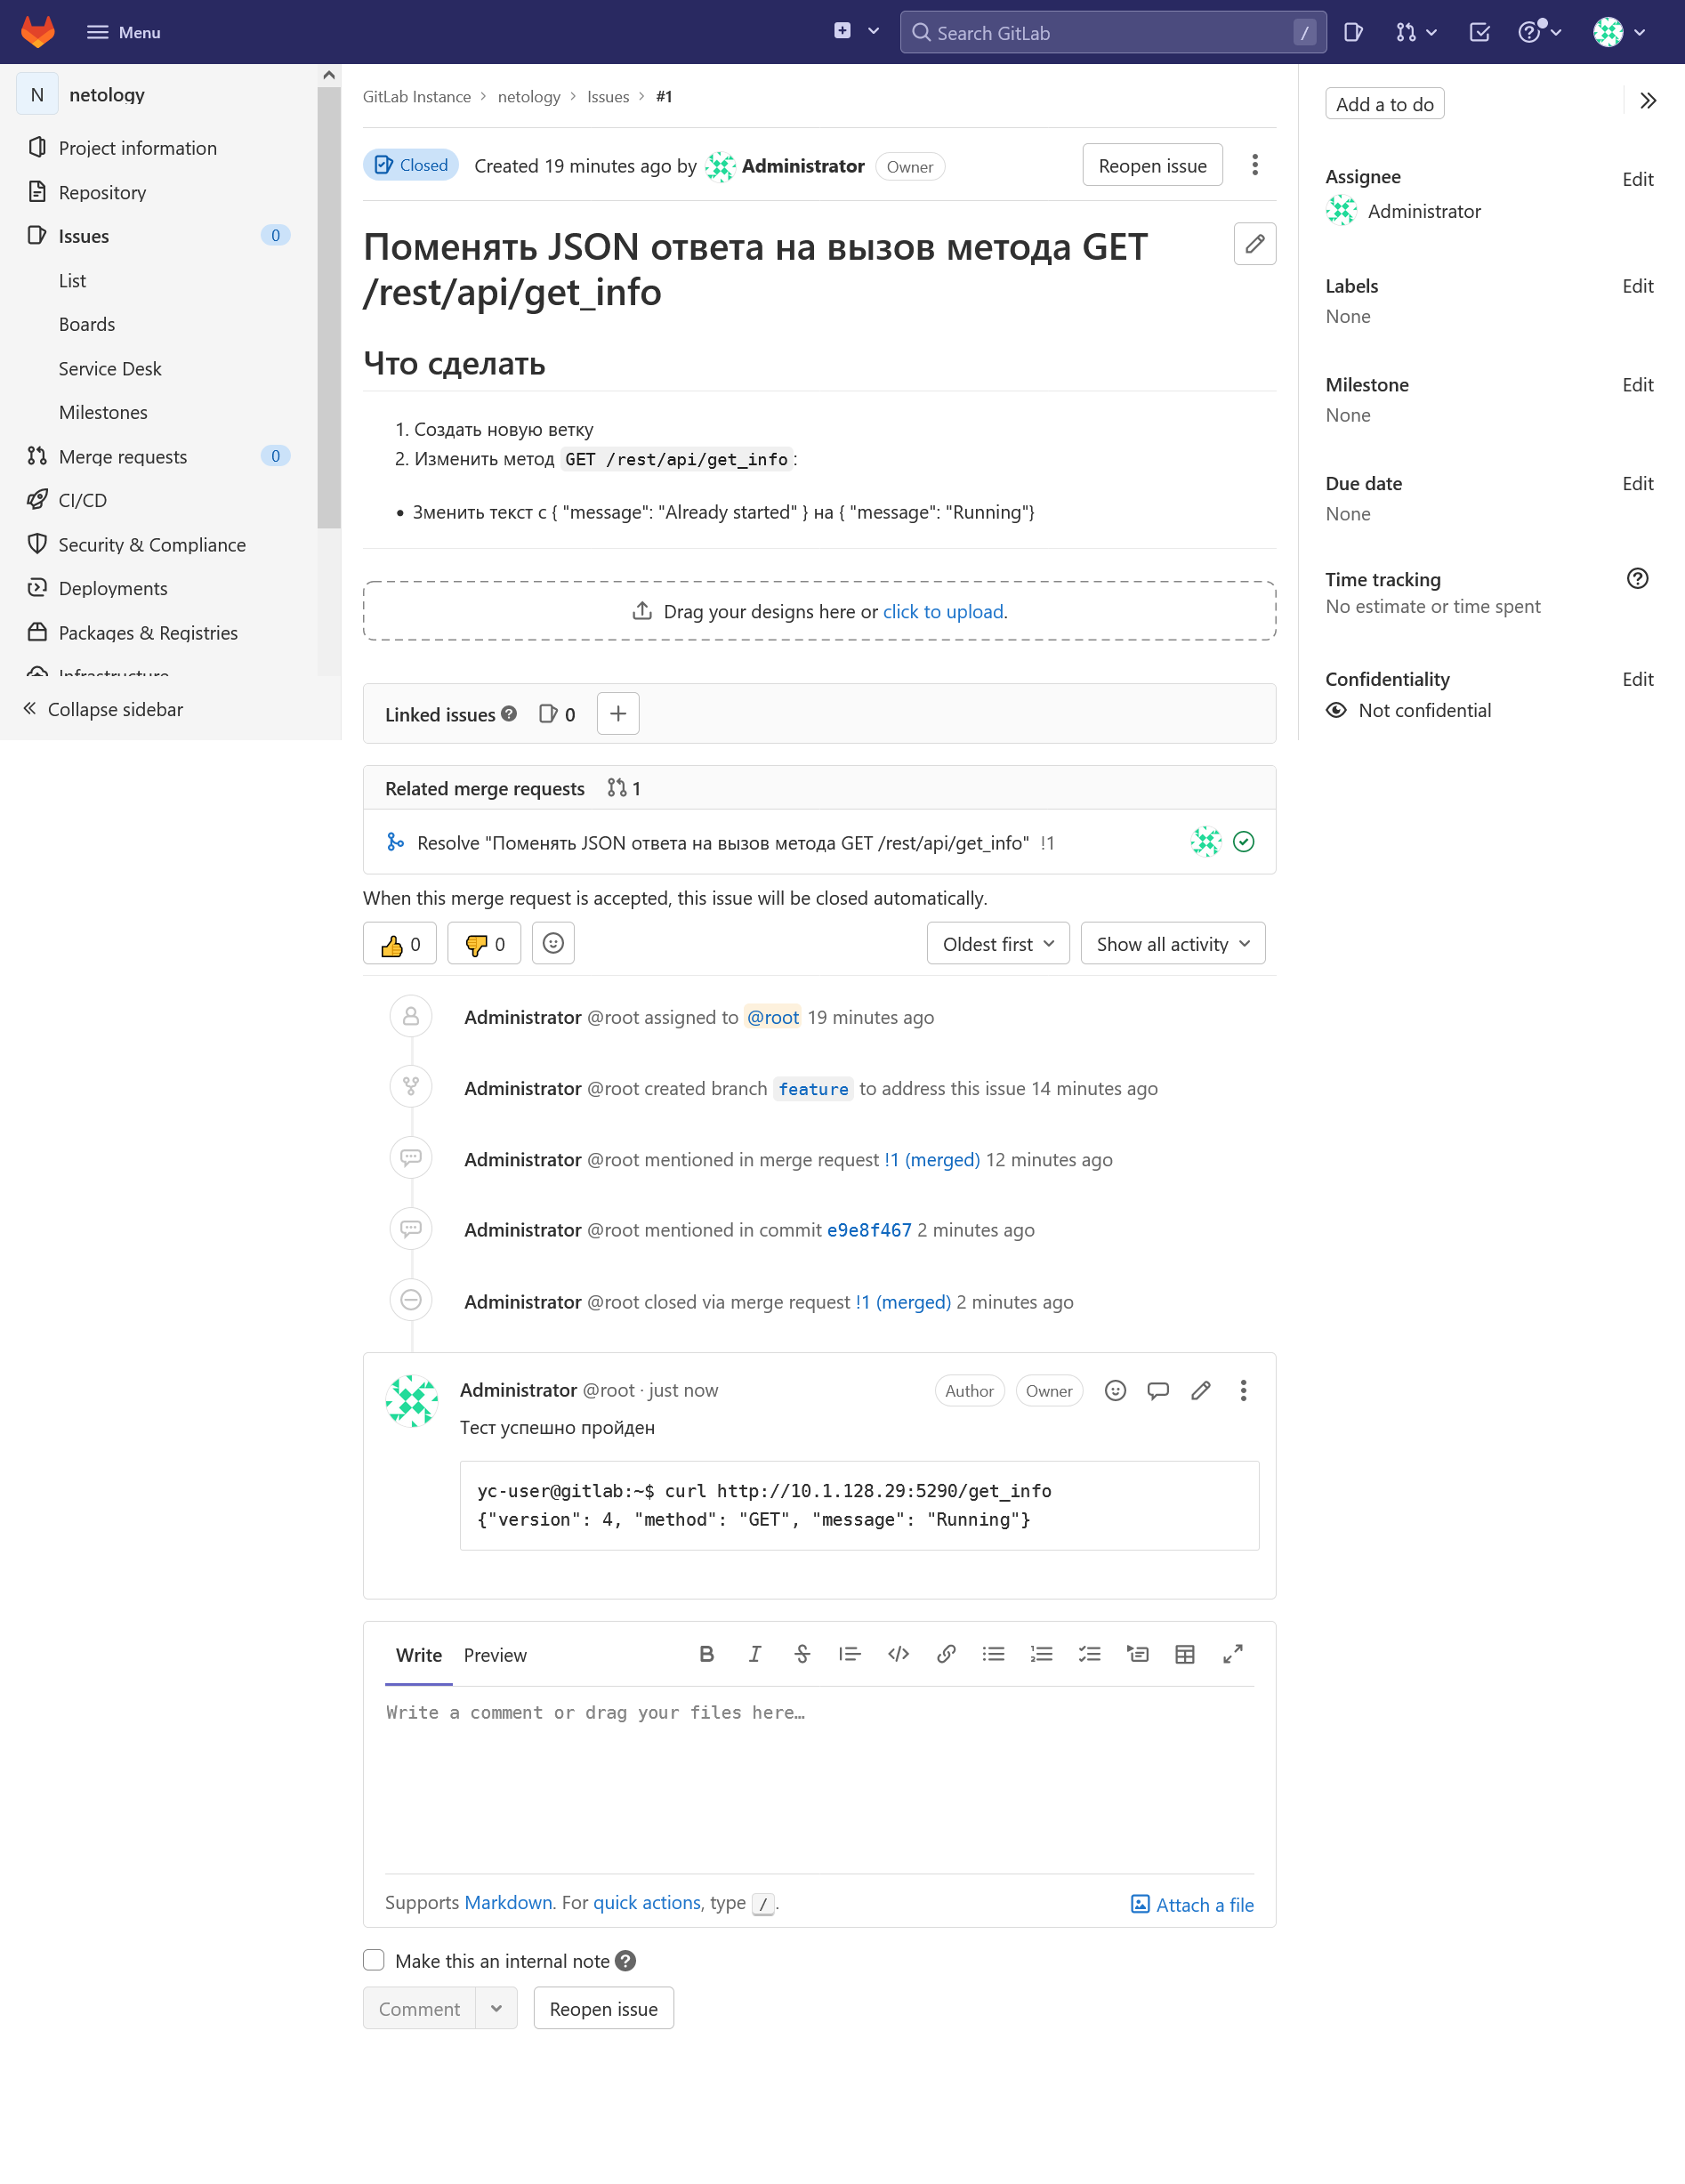 Menu
Search GitLab
/
N netology
Project information
Repository
Issues 0
List
Boards
Service Desk
Milestones
Merge requests 0
CI/CD
Security & Compliance
Deployments
Packages & Registries
Infrastructure
Collapse sidebar
GitLab Instance > netology > Issues > #1
Closed Created 19 minutes ago by Administrator Owner Reopen issue
Поменять JSON ответа на вызов метода GET
/rest/api/get_info
Что сделать
1. Создать новую ветку
2. Изменить метод GET /rest/api/get_info:
• Зменить текст с { "message": "Already started" } на { "message": "Running"}
Drag your designs here or click to upload.
Linked issues 0
Related merge requests 1
Resolve "Поменять JSON ответа на вызов метода GET /rest/api/get_info" !1
When this merge request is accepted, this issue will be closed automatically.
0 0 Oldest first Show all activity
Administrator @root assigned to @root 19 minutes ago
Administrator @root created branch feature to address this issue 14 minutes ago
Administrator @root mentioned in merge request !1 (merged) 12 minutes ago
Administrator @root mentioned in commit e9e8f467 2 minutes ago
Administrator @root closed via merge request !1 (merged) 2 minutes ago
Administrator @root · just now Author Owner
Тест успешно пройден
yc-user@gitlab:~$ curl http://10.1.128.29:5290/get_info
{"version": 4, "method": "GET", "message": "Running"}
Write Preview
Write a comment or drag your files here…
Supports Markdown. For quick actions, type /. Attach a file
Make this an internal note
Comment Reopen issue
Add a to do
Assignee Edit
Administrator
Labels Edit
None
Milestone Edit
None
Due date Edit
None
Time tracking
No estimate or time spent
Confidentiality Edit
Not confidential